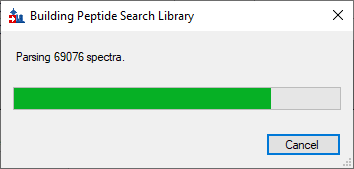 Building Peptide Search Library
Parsing 69076 spectra.
Cancel